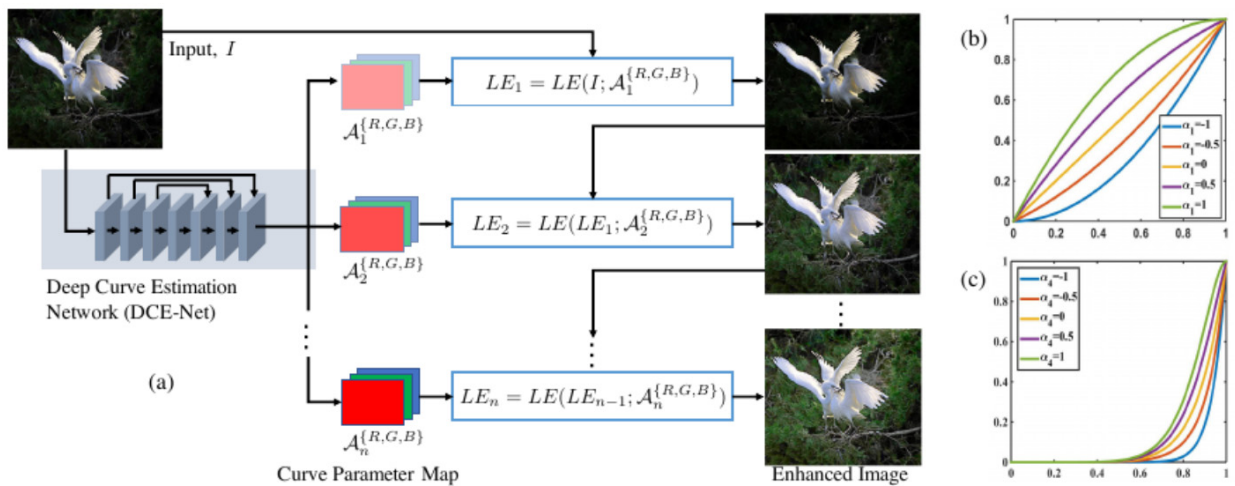 Input, I
LE₁ = LE(I; A₁^{R,G,B})
A₁^{R,G,B}
LE₂ = LE(LE₁; A₂^{R,G,B})
A₂^{R,G,B}
Deep Curve Estimation
Network (DCE-Net)
(a)
LEₙ = LE(LEₙ₋₁; Aₙ^{R,G,B})
Aₙ^{R,G,B}
Curve Parameter Map
Enhanced Image
(b)
1
0.8
0.6
0.4
0.2
0
0 0.2 0.4 0.6 0.8 1
α₁=-1
α₁=-0.5
α₁=0
α₁=0.5
α₁=1
(c)
1
0.8
0.6
0.4
0.2
0
0 0.2 0.4 0.6 0.8 1
α₄=-1
α₄=-0.5
α₄=0
α₄=0.5
α₄=1